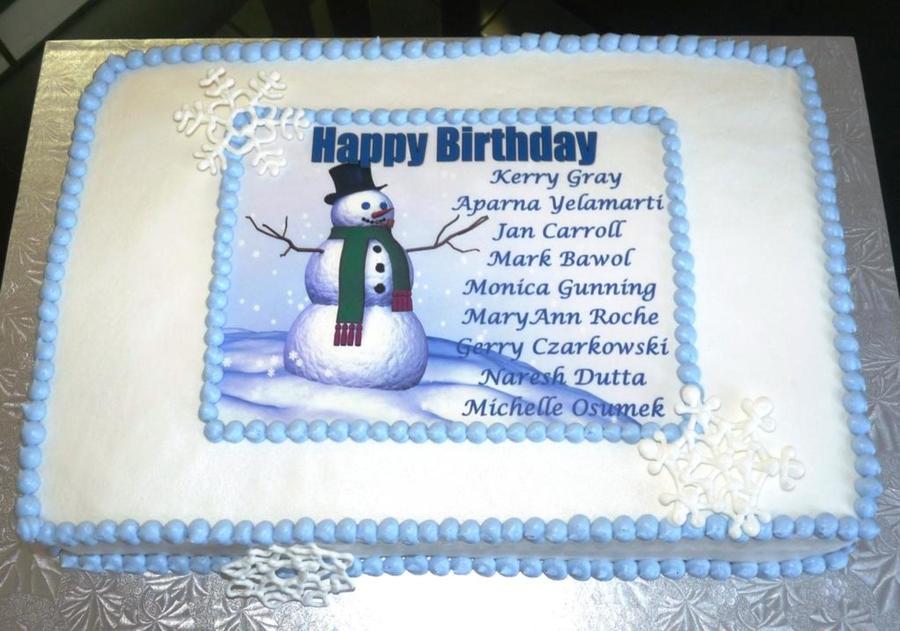 Happy Birthday
Kerry Gray
Aparna Yelamarti
Jan Carroll
Mark Bawol
Monica Gunning
MaryAnn Roche
Gerry Czarkowski
Naresh Dutta
Michelle Osumek